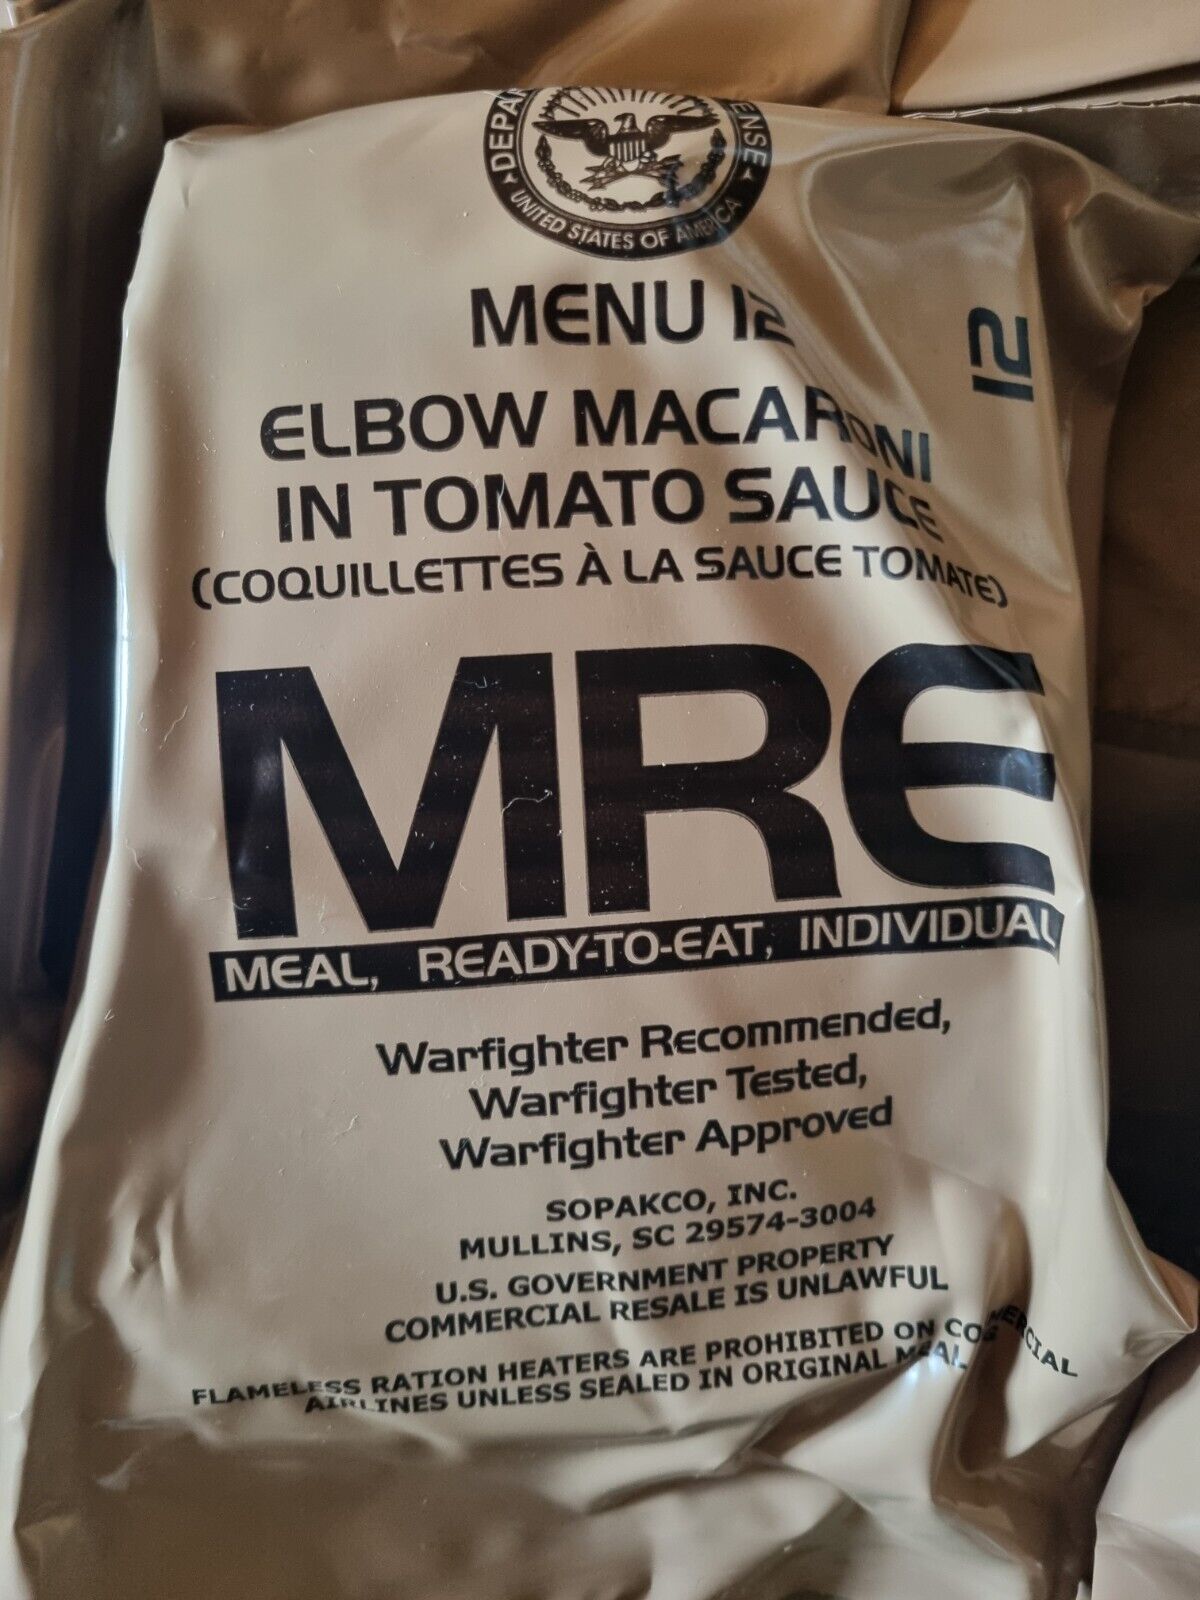 UNITED STATES OF AMERICA
MENU 12
12
ELBOW MACARONI
IN TOMATO SAUCE
(COQUILLETTES À LA SAUCE TOMATE)
MRE
MEAL, READY-TO-EAT, INDIVIDUAL
Warfighter Recommended,
Warfighter Tested,
Warfighter Approved
SOPAKCO, INC.
MULLINS, SC 29574-3004
U.S. GOVERNMENT PROPERTY
COMMERCIAL RESALE IS UNLAWFUL
FLAMELESS RATION HEATERS ARE PROHIBITED ON COMMERCIAL
AIRLINES UNLESS SEALED IN ORIGINAL MEAL